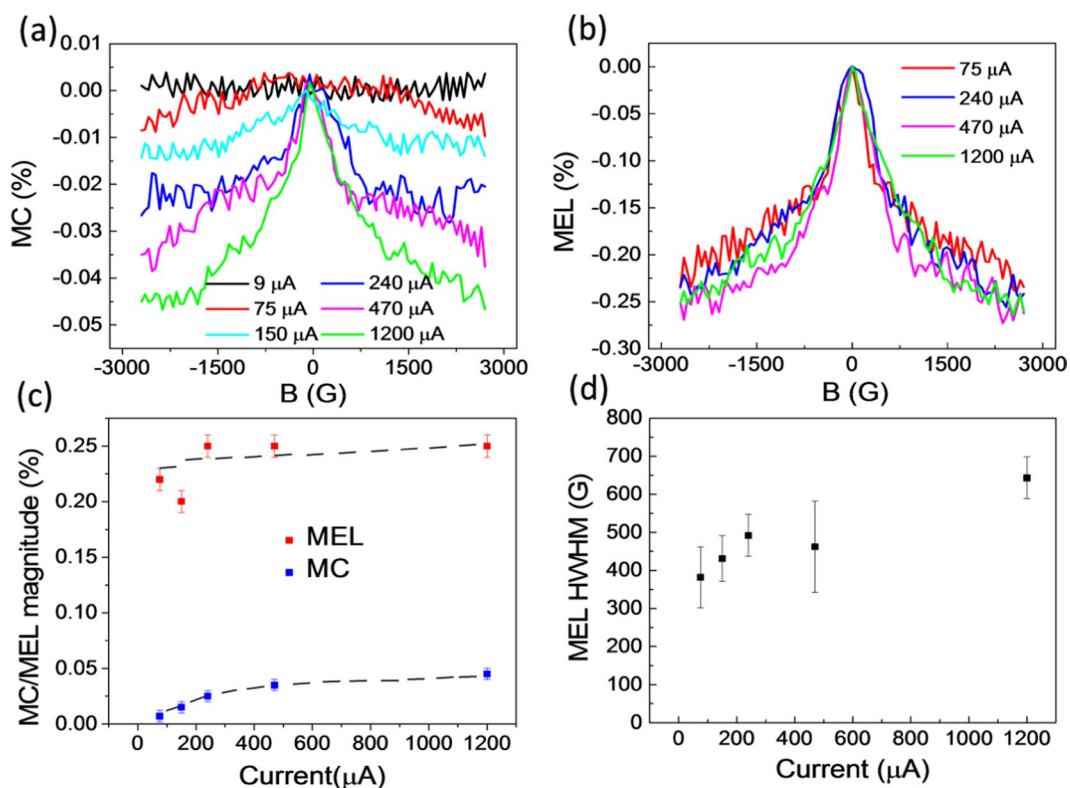 (a)
0.01
0.00
-0.01
-0.02
-0.03
-0.04
-0.05
MC (%)
9 µA 240 µA
75 µA 470 µA
150 µA 1200 µA
-3000 -1500 0 1500 3000
B (G)
(b)
0.00
-0.05
-0.10
-0.15
-0.20
-0.25
-0.30
MEL (%)
75 µA
240 µA
470 µA
1200 µA
-3000 -1500 0 1500 3000
B (G)
(c)
0.25
0.20
0.25
0.10
0.05
0.00
MC/MEL magnitude (%)
MEL
MC
0 200 400 600 800 1000 1200
Current(µA)
(d)
800
700
600
500
400
300
200
100
0
MEL HWHM (G)
0 200 400 600 800 1000 1200
Current (µA)